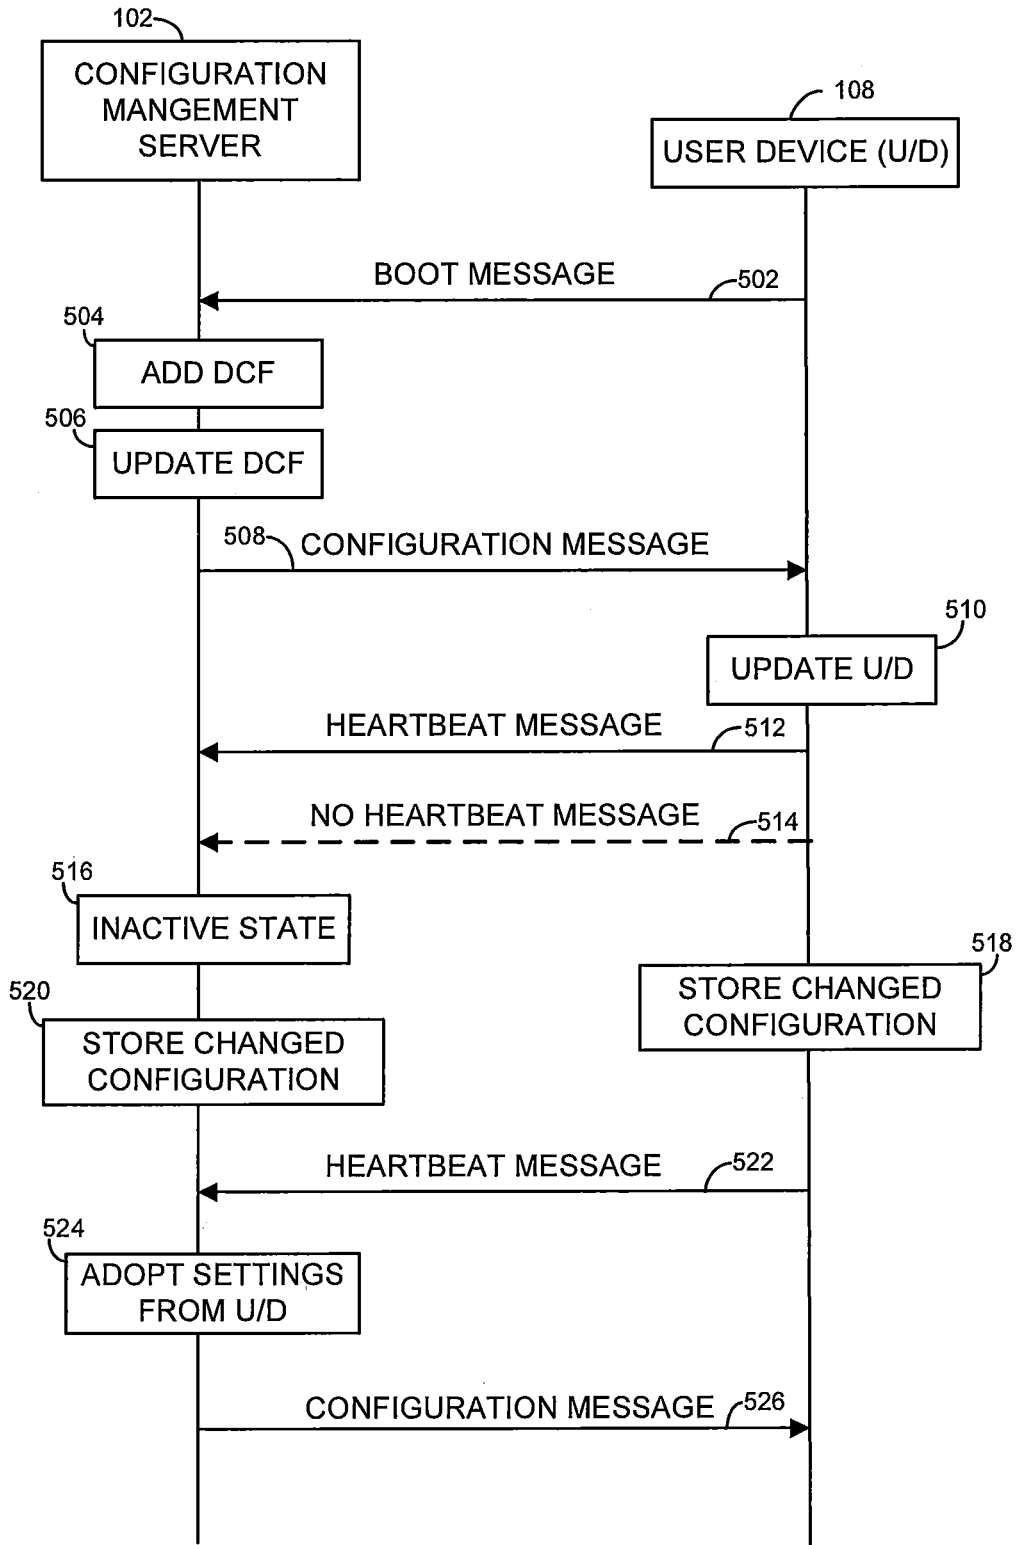 102
CONFIGURATION
MANGEMENT
SERVER
108
USER DEVICE (U/D)
BOOT MESSAGE
502
504
ADD DCF
506
UPDATE DCF
508
CONFIGURATION MESSAGE
510
UPDATE U/D
HEARTBEAT MESSAGE
512
NO HEARTBEAT MESSAGE
514
516
INACTIVE STATE
518
STORE CHANGED
CONFIGURATION
520
STORE CHANGED
CONFIGURATION
HEARTBEAT MESSAGE
522
524
ADOPT SETTINGS
FROM U/D
CONFIGURATION MESSAGE
526